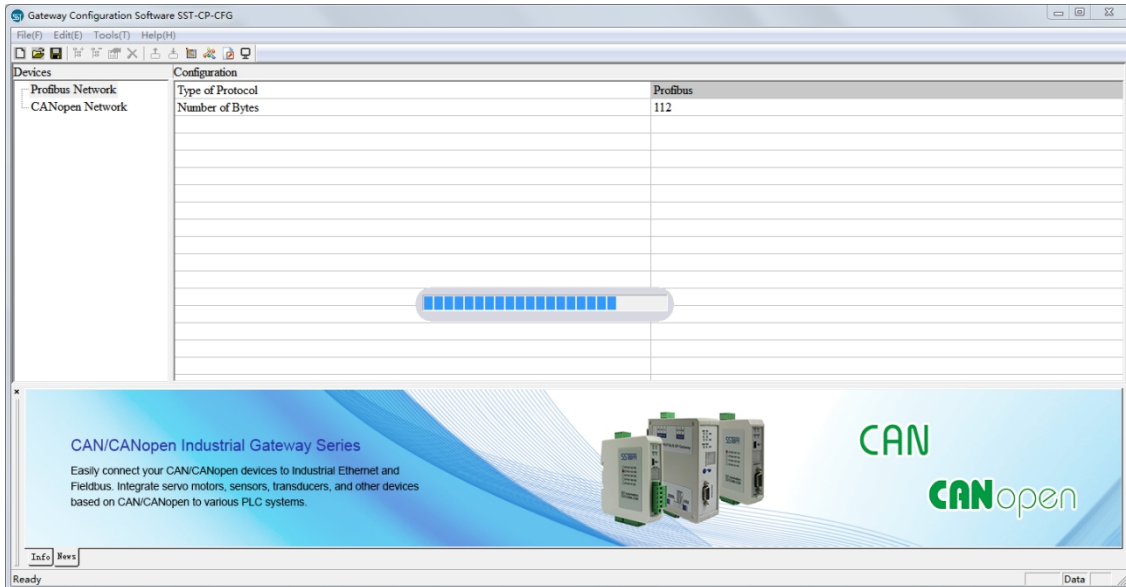 SST Gateway Configuration Software SST-CP-CFG
File(F) Edit(E) Tools(T) Help(H)
Devices
Configuration
Profibus Network
CANopen Network
Type of Protocol
Profibus
Number of Bytes
112
CAN/CANopen Industrial Gateway Series
Easily connect your CAN/CANopen devices to Industrial Ethernet and
Fieldbus. Integrate servo motors, sensors, transducers, and other devices
based on CAN/CANopen to various PLC systems.
CAN
CANopen
Info News
Ready
Data